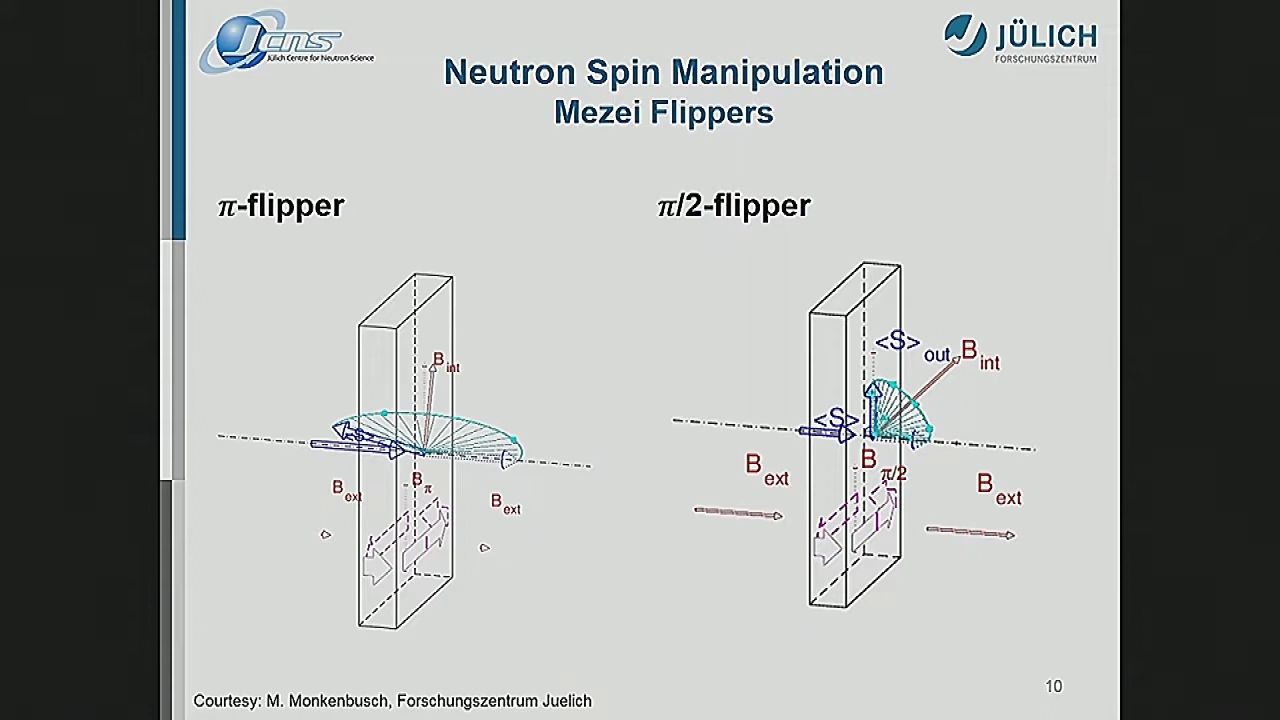 Jcns
Jülich Centre for Neutron Science
JÜLICH
FORSCHUNGSZENTRUM
Neutron Spin Manipulation
Mezei Flippers
π-flipper
π/2-flipper
B int
<S>
B ext
B π
B ext
<S> out
B int
<S>
B ext
B π/2
B ext
I
I
10
Courtesy: M. Monkenbusch, Forschungszentrum Juelich